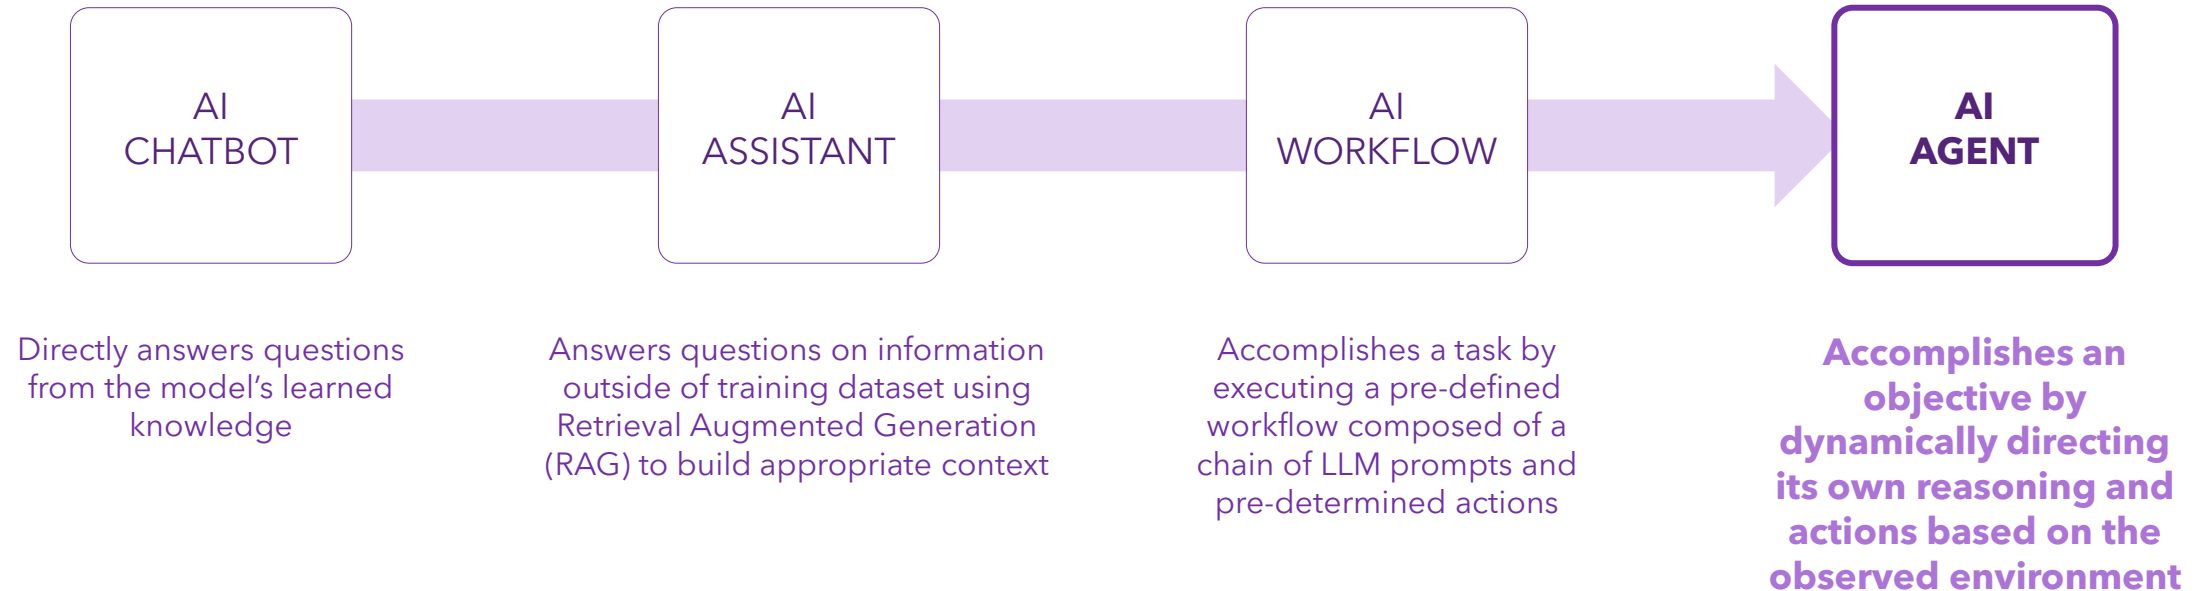 AI
CHATBOT
AI
ASSISTANT
AI
WORKFLOW
AI
AGENT
Directly answers questions
from the model’s learned
knowledge
Answers questions on information
outside of training dataset using
Retrieval Augmented Generation
(RAG) to build appropriate context
Accomplishes a task by
executing a pre-defined
workflow composed of a
chain of LLM prompts and
pre-determined actions
Accomplishes an
objective by
dynamically directing
its own reasoning and
actions based on the
observed environment